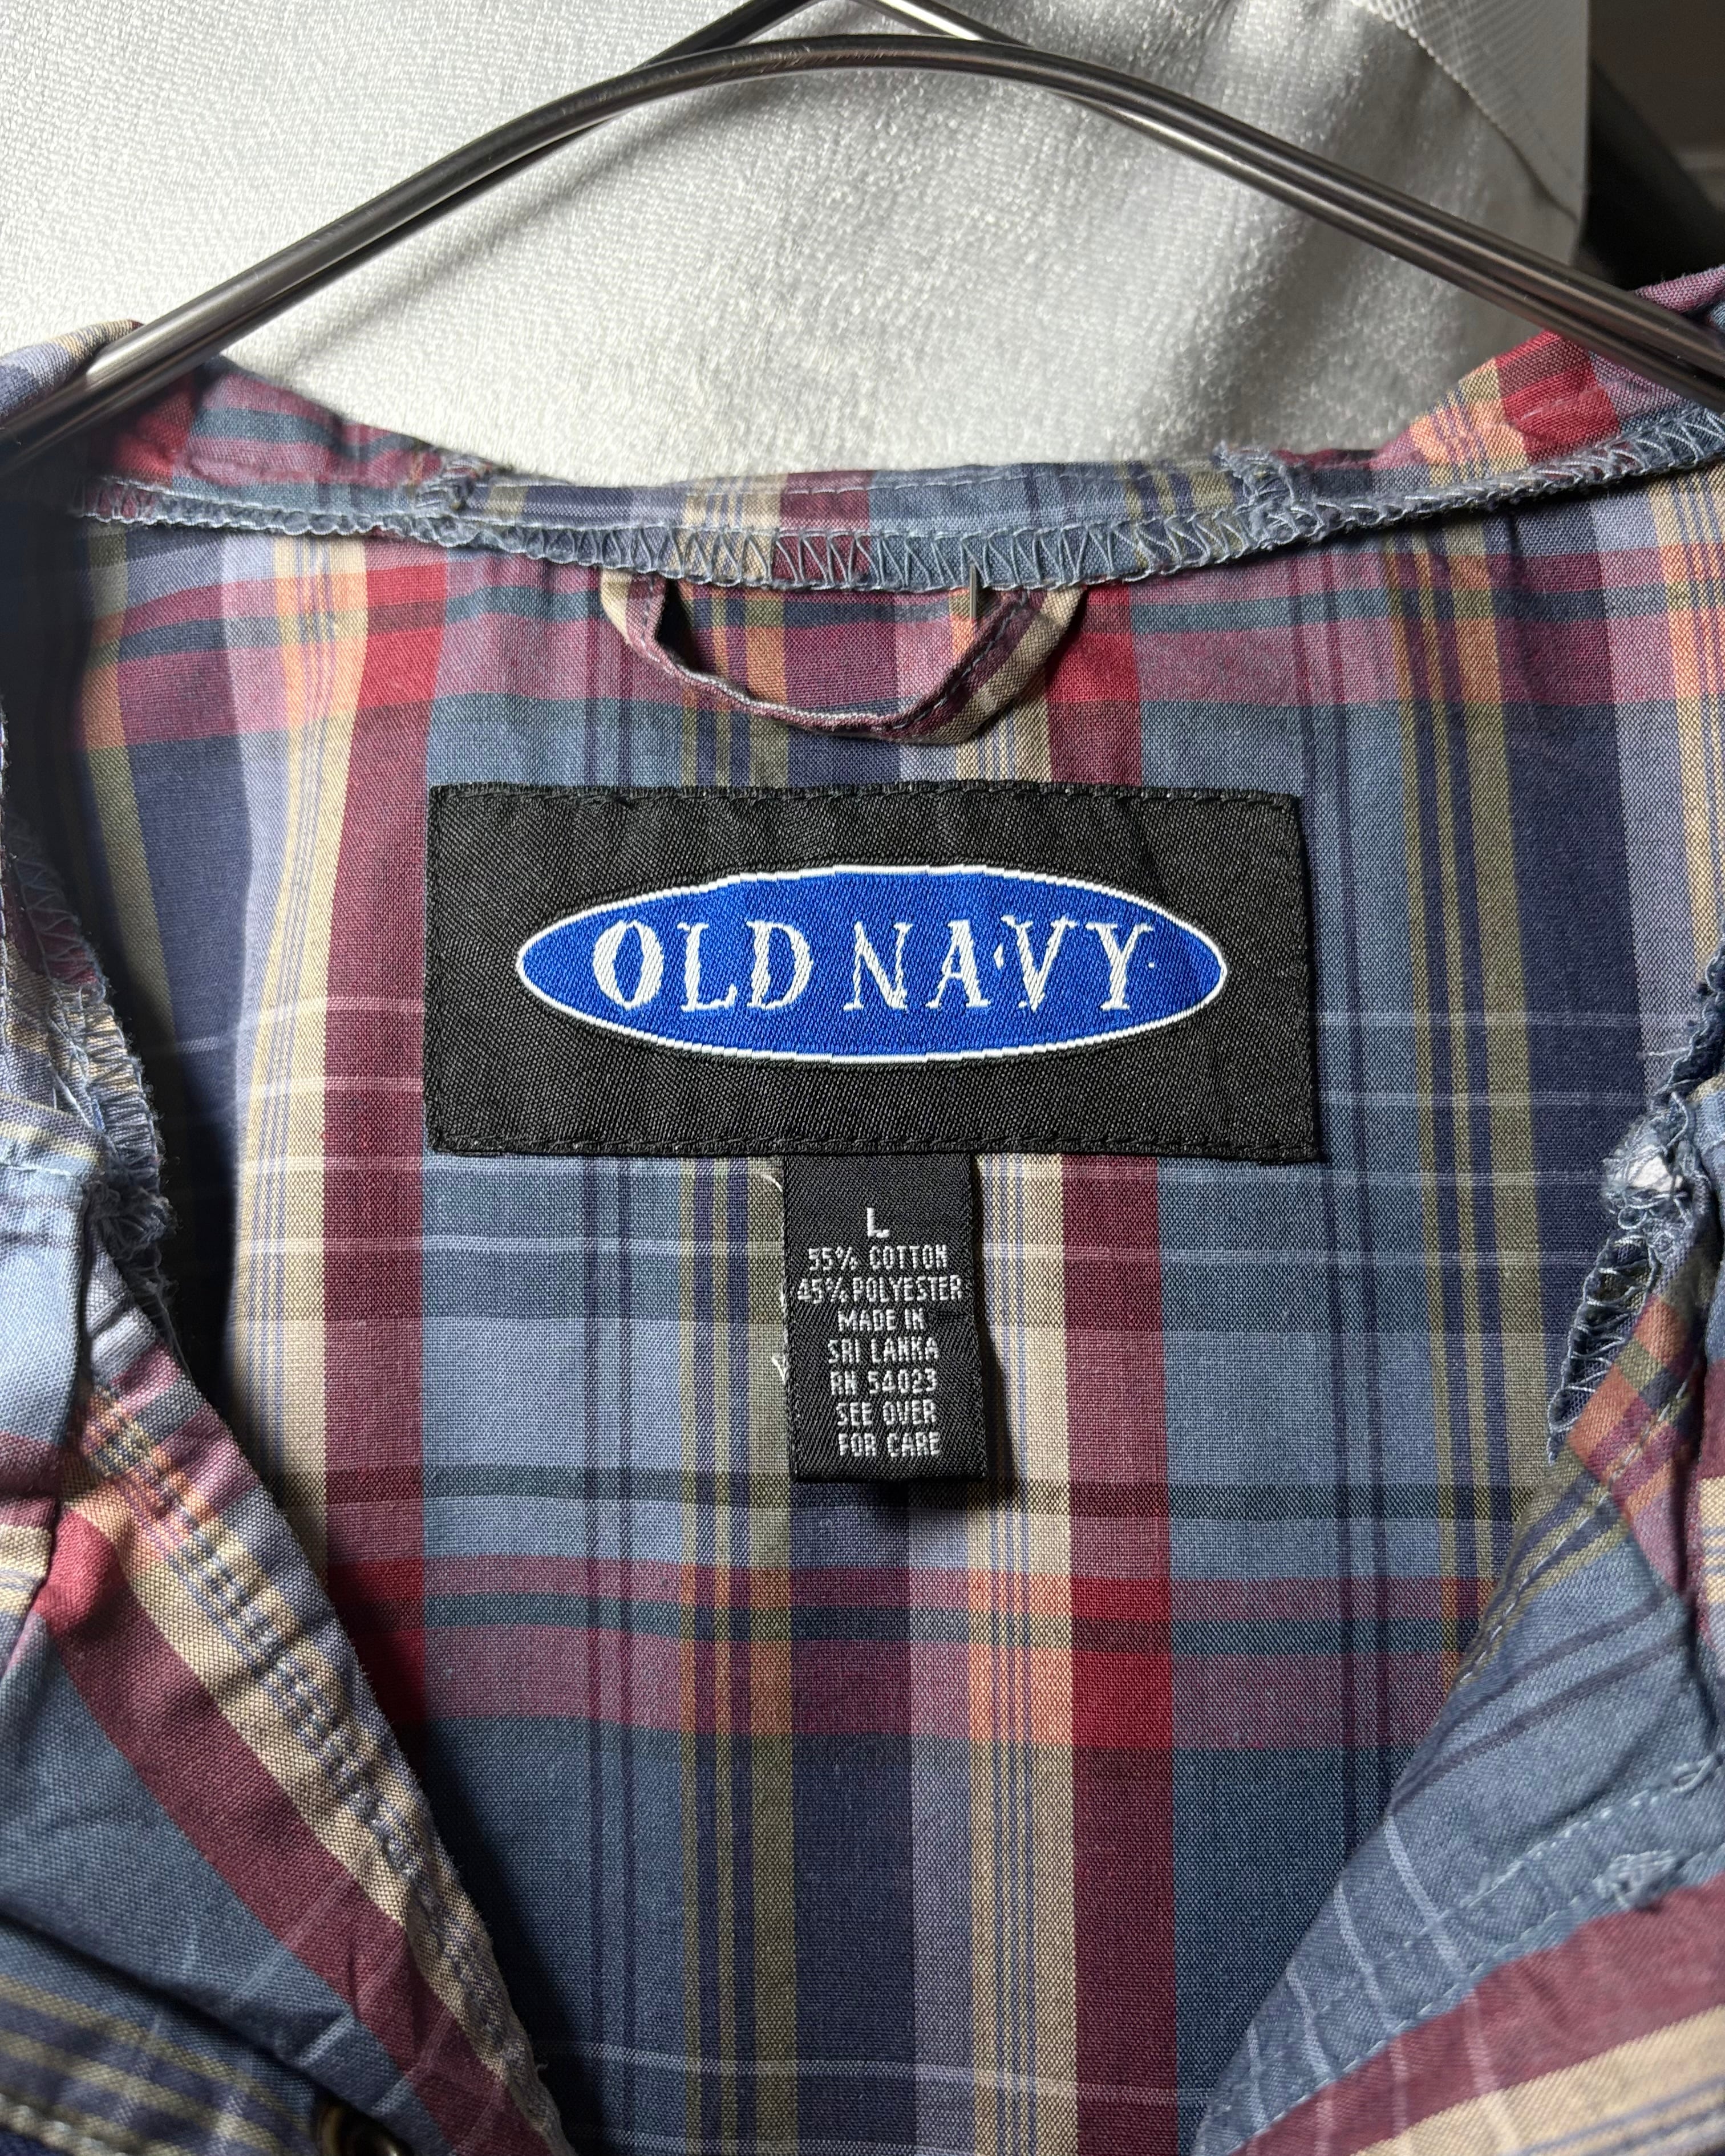 OLD NAVY
L
55% COTTON
45% POLYESTER
MADE IN
SRI LANKA
RN 54023
SEE OVER
FOR CARE